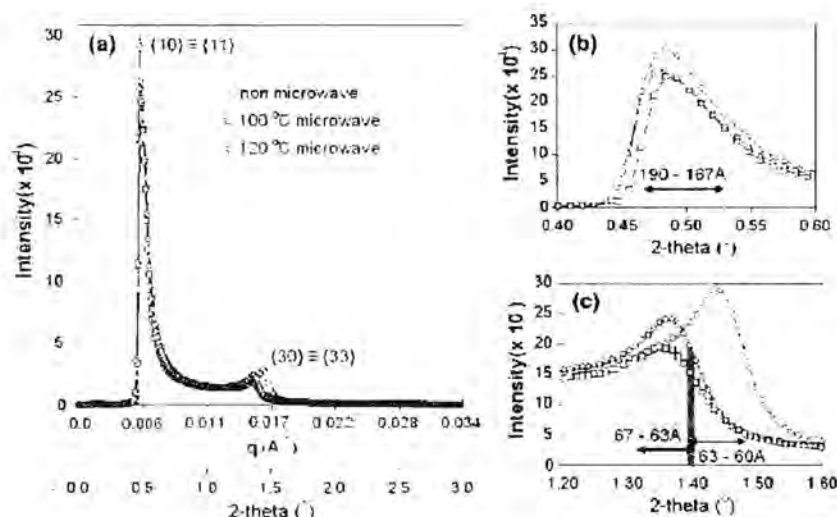 (a)
{10} ≡ {11}
non microwave
100 °C microwave
120 °C microwave
{30} ≡ {33}
30
25
20
15
10
5
0
Intensity(x 10³)
0.0 0.006 0.011 0.017 0.022 0.028 0.034
0.0 0.5 1.0 1.5 2.0 2.5 3.0
2-theta (°)
(b)
35
30
25
20
15
10
5
0
Intensity(x 10³)
190 - 167A
0.40 0.45 0.50 0.55 0.60
2-theta (°)
(c)
30
25
20
15
10
5
0
67 - 63A
63 - 60A
1.20 1.30 1.40 1.50 1.60
2-theta (°)